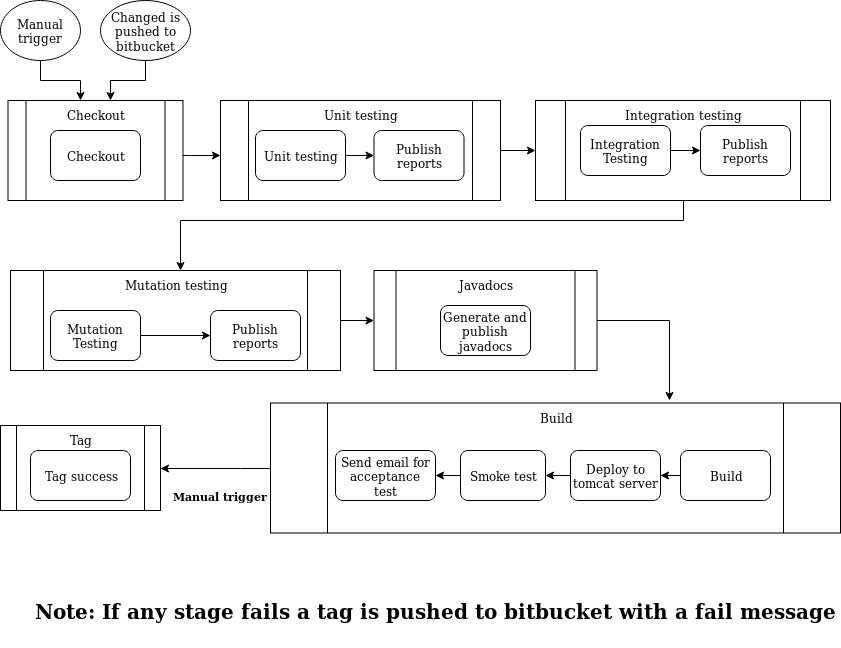 Manual
trigger
Changed is
pushed to
bitbucket
Checkout
Checkout
Unit testing
Unit testing
Publish
reports
Integration testing
Integration
Testing
Publish
reports
Mutation testing
Mutation
Testing
Publish
reports
Javadocs
Generate and
publish
javadocs
Build
Build
Deploy to
tomcat server
Smoke test
Send email for
acceptance
test
Manual trigger
Tag
Tag success
Note: If any stage fails a tag is pushed to bitbucket with a fail message